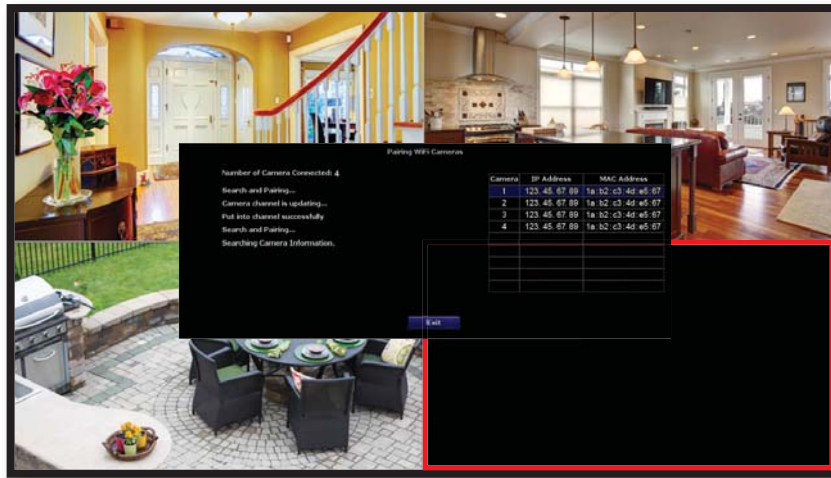 Pairing WiFi Cameras
Number of Camera Connected: 4
Search and Pairing...
Camera channel is updating...
Put into channel successfully
Search and Pairing...
Searching Camera Information.
Camera IP Address MAC Address
1 123. 45. 67. 89 1a:b2:c3:4d:e5:67
2 123. 45. 67. 89 1a:b2:c3:4d:e5:67
3 123. 45. 67. 89 1a:b2:c3:4d:e5:67
4 123. 45. 67. 89 1a:b2:c3:4d:e5:67
Exit